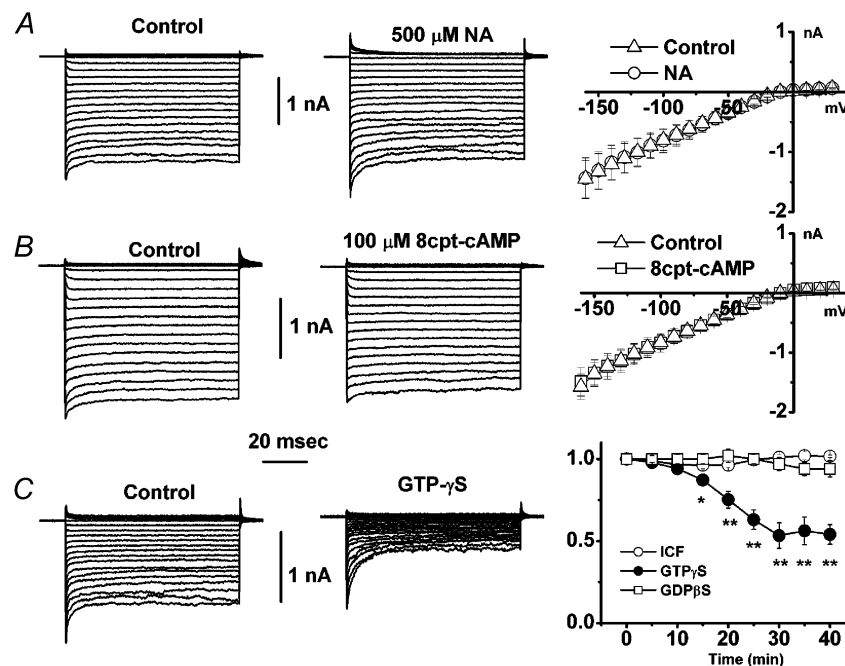 A
Control
500 μM NA
1 nA
1
nA
Control
NA
-150
-100
-50
mV
-1
-2
B
Control
100 μM 8cpt-cAMP
1 nA
1
nA
Control
8cpt-cAMP
-150
-100
-50
mV
-1
-2
20 msec
C
Control
GTP-γS
1 nA
1.0
0.5
0.0
* ** ** ** ** **
ICF
GTPγS
GDPβS
0 10 20 30 40
Time (min)